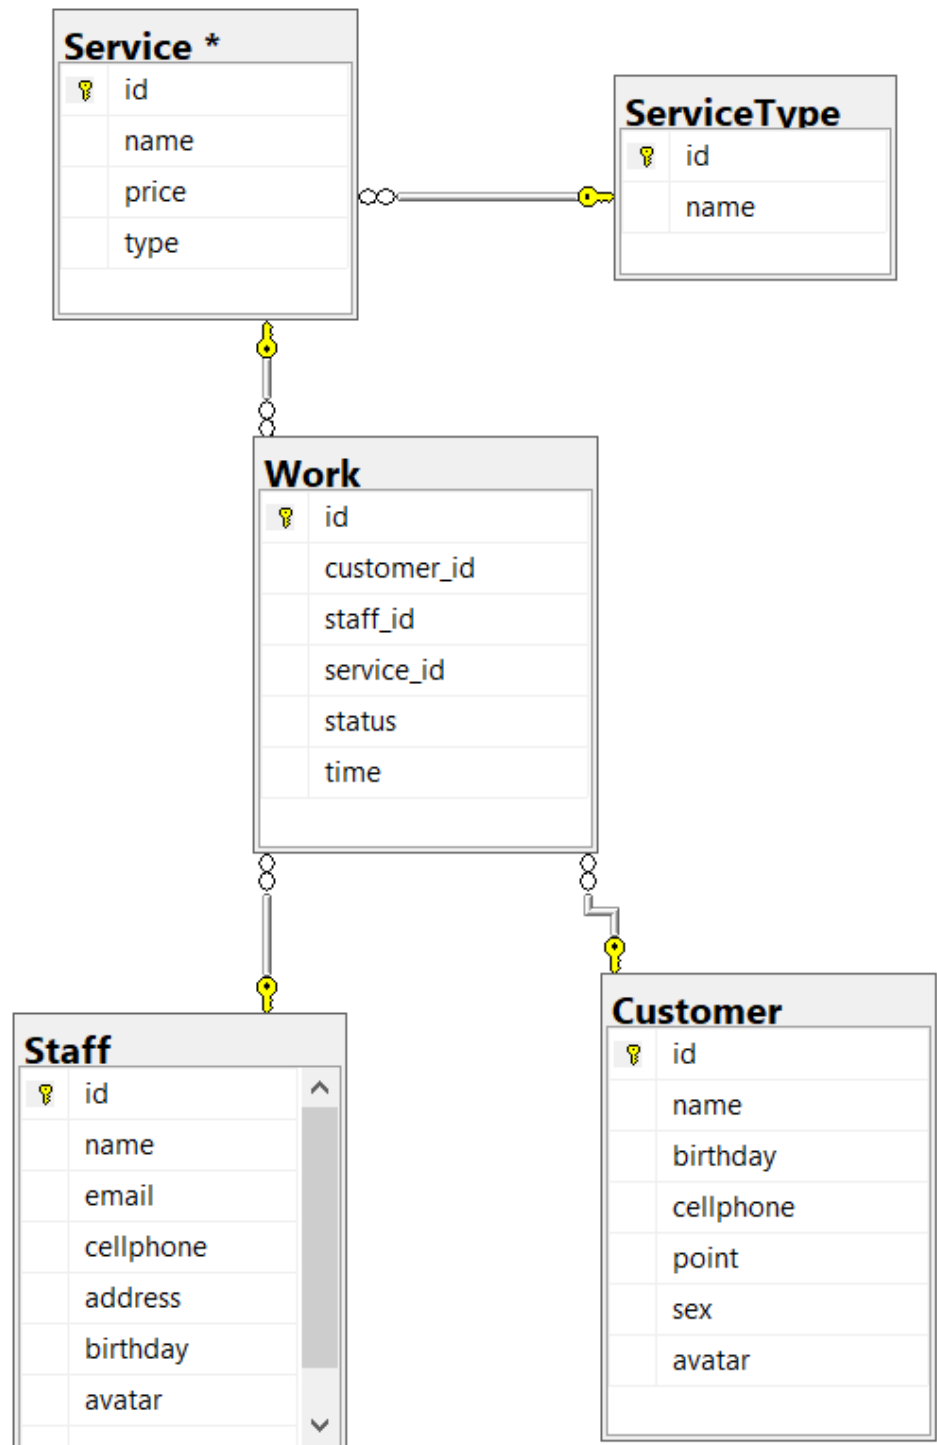 Service *
id
name
price
type
ServiceType
id
name
Work
id
customer_id
staff_id
service_id
status
time
Staff
id
name
email
cellphone
address
birthday
avatar
Customer
id
name
birthday
cellphone
point
sex
avatar